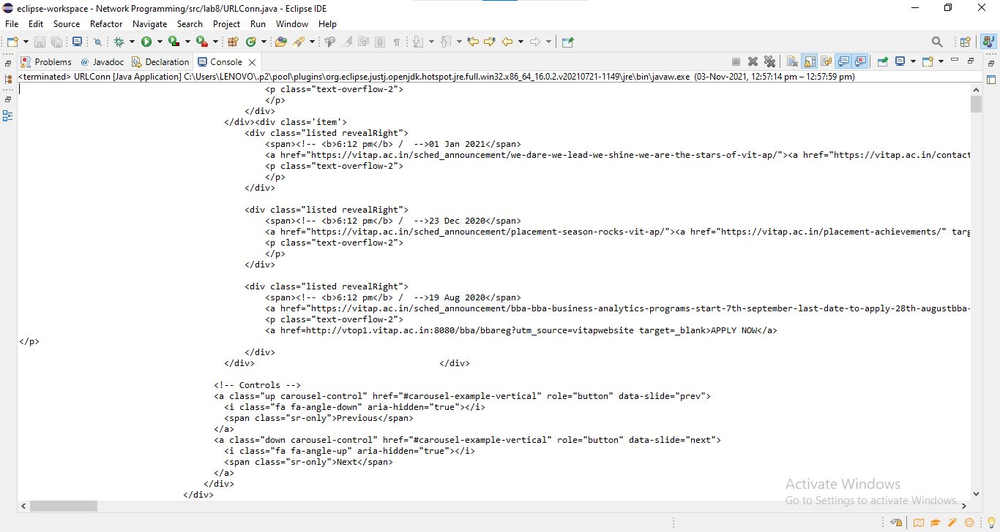 eclipse-workspace - Network Programming/src/lab8/URLConn.java - Eclipse IDE
File Edit Source Refactor Navigate Search Project Run Window Help
Problems @ Javadoc Declaration Console
<terminated> URLConn [Java Application] C:\Users\LENOVO\.p2\pool\plugins\org.eclipse.justj.openjdk.hotspot.jre.full.win32.x86_64_16.0.2.v20210721-1149\jre\bin\javaw.exe (03-Nov-2021, 12:57:14 pm – 12:57:59 pm)
<p class="text-overflow-2">
</p>
</div>
</div><div class='item'>
<div class="listed revealRight">
<span><!-- <b>6:12 pm</b> / -->01 Jan 2021</span>
<a href="https://vitap.ac.in/sched_announcement/we-dare-we-lead-we-shine-we-are-the-stars-of-vit-ap/"><a href="https://vitap.ac.in/contact
<p class="text-overflow-2">
</p>
</div>
<div class="listed revealRight">
<span><!-- <b>6:12 pm</b> / -->23 Dec 2020</span>
<a href="https://vitap.ac.in/sched_announcement/placement-season-rocks-vit-ap/"><a href="https://vitap.ac.in/placement-achievements/" targ
<p class="text-overflow-2">
</p>
</div>
<div class="listed revealRight">
<span><!-- <b>6:12 pm</b> / -->19 Aug 2020</span>
<a href="https://vitap.ac.in/sched_announcement/bba-bba-business-analytics-programs-start-7th-september-last-date-to-apply-28th-augustbba-
<p class="text-overflow-2">
<a href=http://vtop1.vitap.ac.in:8080/bba/bbareg?utm_source=vitapwebsite target=_blank>APPLY NOW</a>
</p>
</div>
</div> </div>
<!-- Controls -->
<a class="up carousel-control" href="#carousel-example-vertical" role="button" data-slide="prev">
<i class="fa fa-angle-down" aria-hidden="true"></i>
<span class="sr-only">Previous</span>
</a>
<a class="down carousel-control" href="#carousel-example-vertical" role="button" data-slide="next">
<i class="fa fa-angle-up" aria-hidden="true"></i>
<span class="sr-only">Next</span>
</a>
</div>
</div>
Activate Windows
Go to Settings to activate Windows.